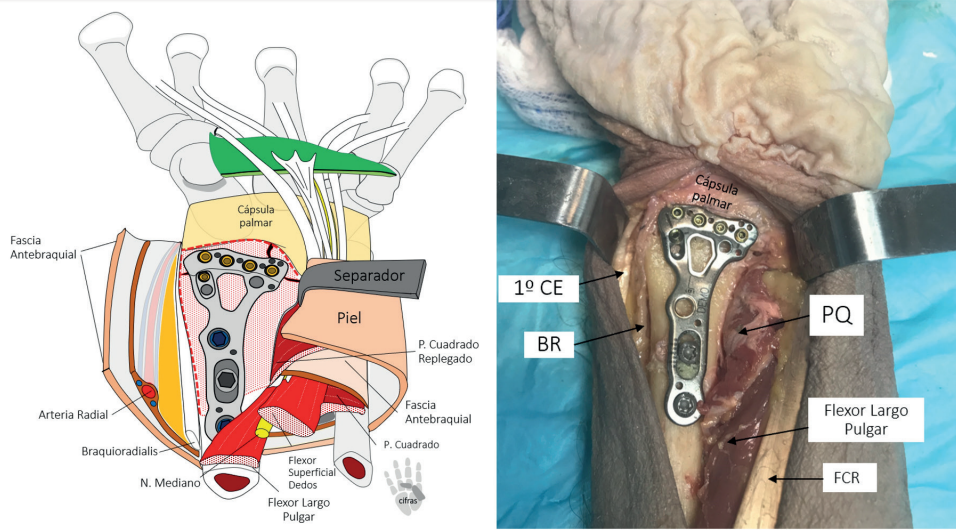 Cápsula
palmar
Fascia
Antebraquial
Separador
Piel
P. Cuadrado
Replegado
Arteria Radial
Fascia
Antebraquial
Braquioradialis
P. Cuadrado
N. Mediano
Flexor
Superficial
Dedos
Flexor Largo
Pulgar
cifras
Cápsula
palmar
1º CE
BR
PQ
Flexor Largo
Pulgar
FCR